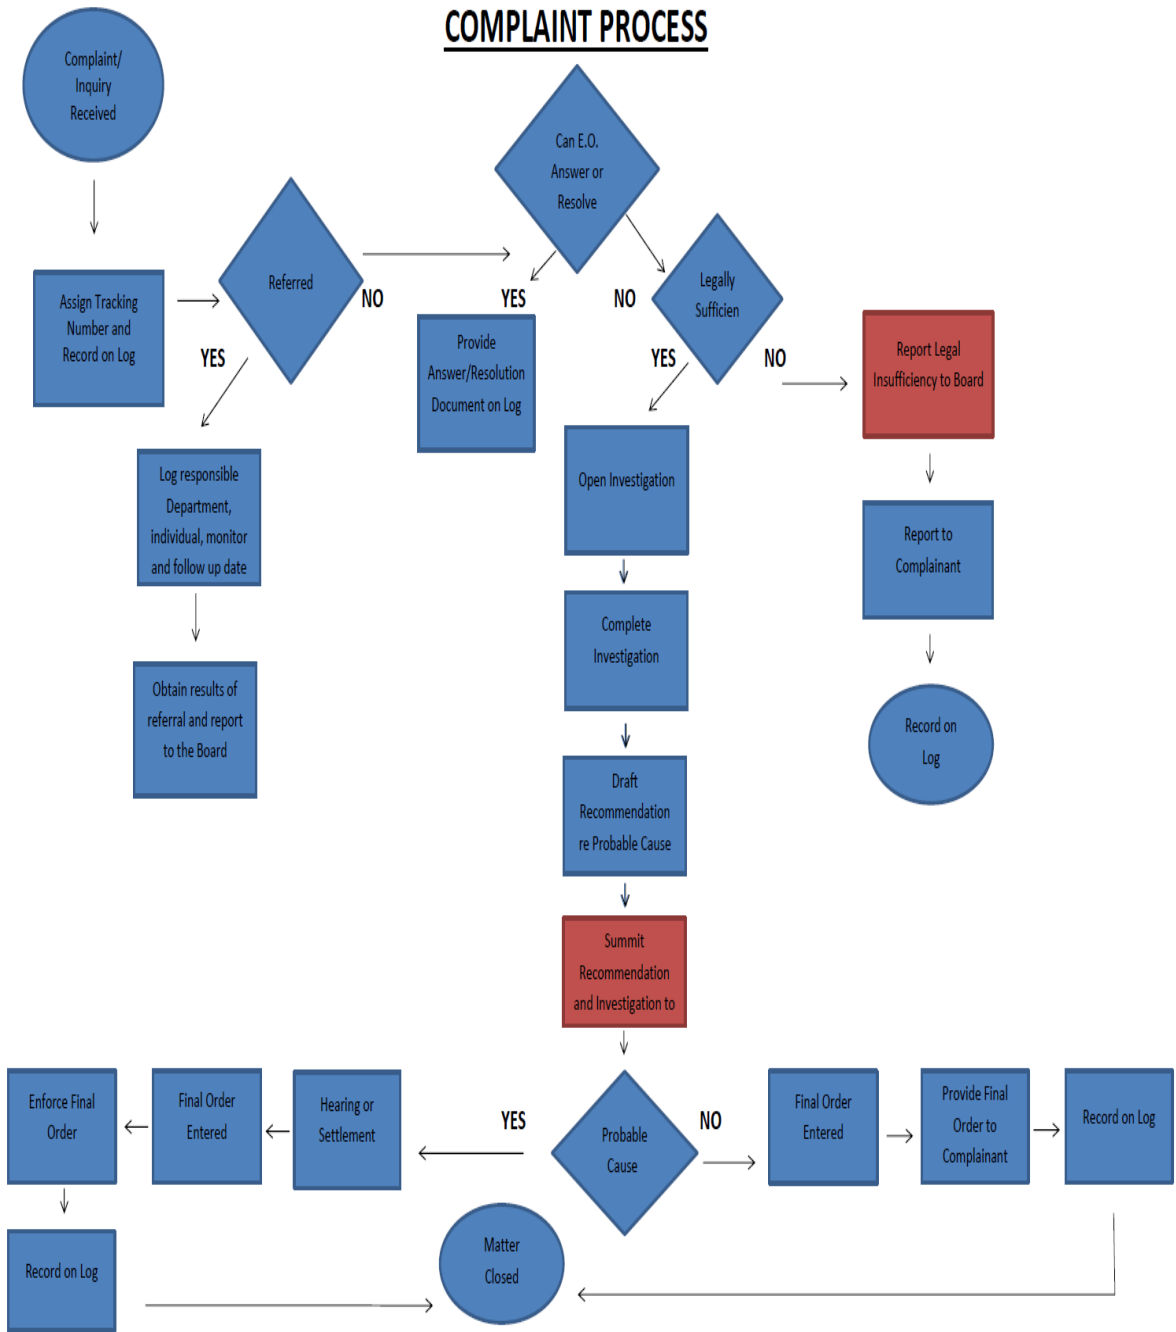 COMPLAINT PROCESS
Complaint/
Inquiry
Received
Can E.O.
Answer or
Resolve
Referred
NO
Legally
Sufficien
Assign Tracking
Number and
Record on Log
YES
YES
NO
Provide
Answer/Resolution
Document on Log
YES
NO
Report Legal
Insufficiency to Board
Log responsible
Department,
individual, monitor
and follow up date
Open Investigation
Report to
Complainant
Obtain results of
referral and report
to the Board
Complete
Investigation
Record on
Log
Draft
Recommendation
re Probable Cause
Summit
Recommendation
and Investigation to
Enforce Final
Order
Final Order
Entered
Hearing or
Settlement
YES
Probable
Cause
NO
Final Order
Entered
Provide Final
Order to
Complainant
Record on Log
Record on Log
Matter
Closed